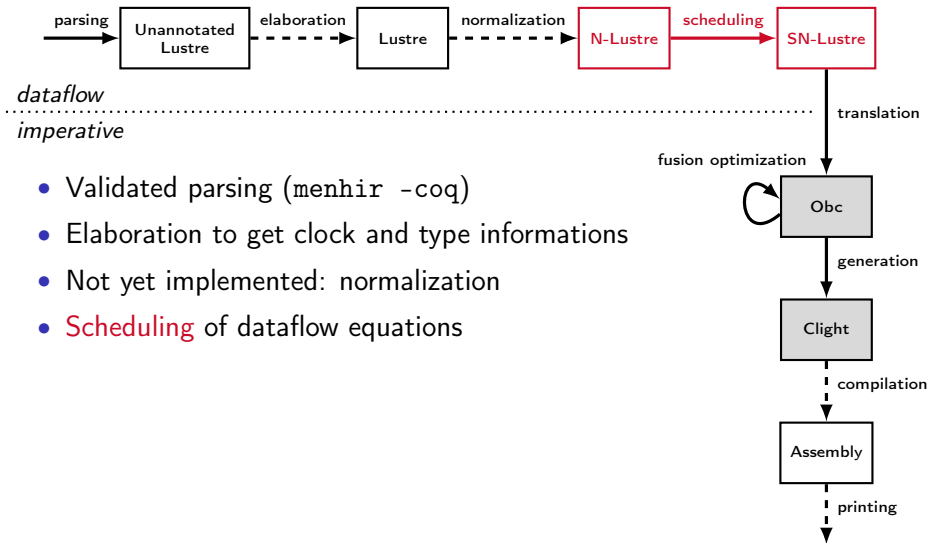 parsing
Unannotated
Lustre
elaboration
Lustre
normalization
N-Lustre
scheduling
SN-Lustre
dataflow
imperative
translation
fusion optimization
Obc
generation
Clight
compilation
Assembly
printing
• Validated parsing (menhir -coq)
• Elaboration to get clock and type informations
• Not yet implemented: normalization
• Scheduling of dataflow equations